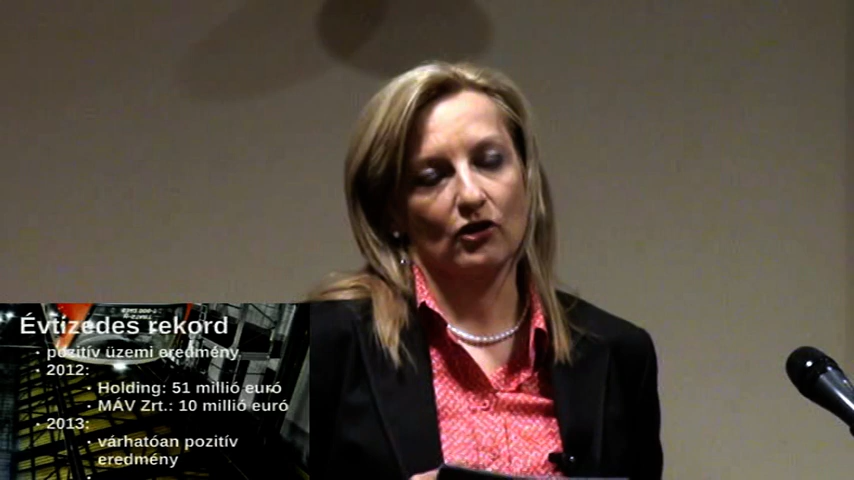 Évtizedes rekord
pozitív üzemi eredmény
2012:
Holding: 51 millió euró
MÁV Zrt.: 10 millió euró
2013:
várhatóan pozitív
eredmény